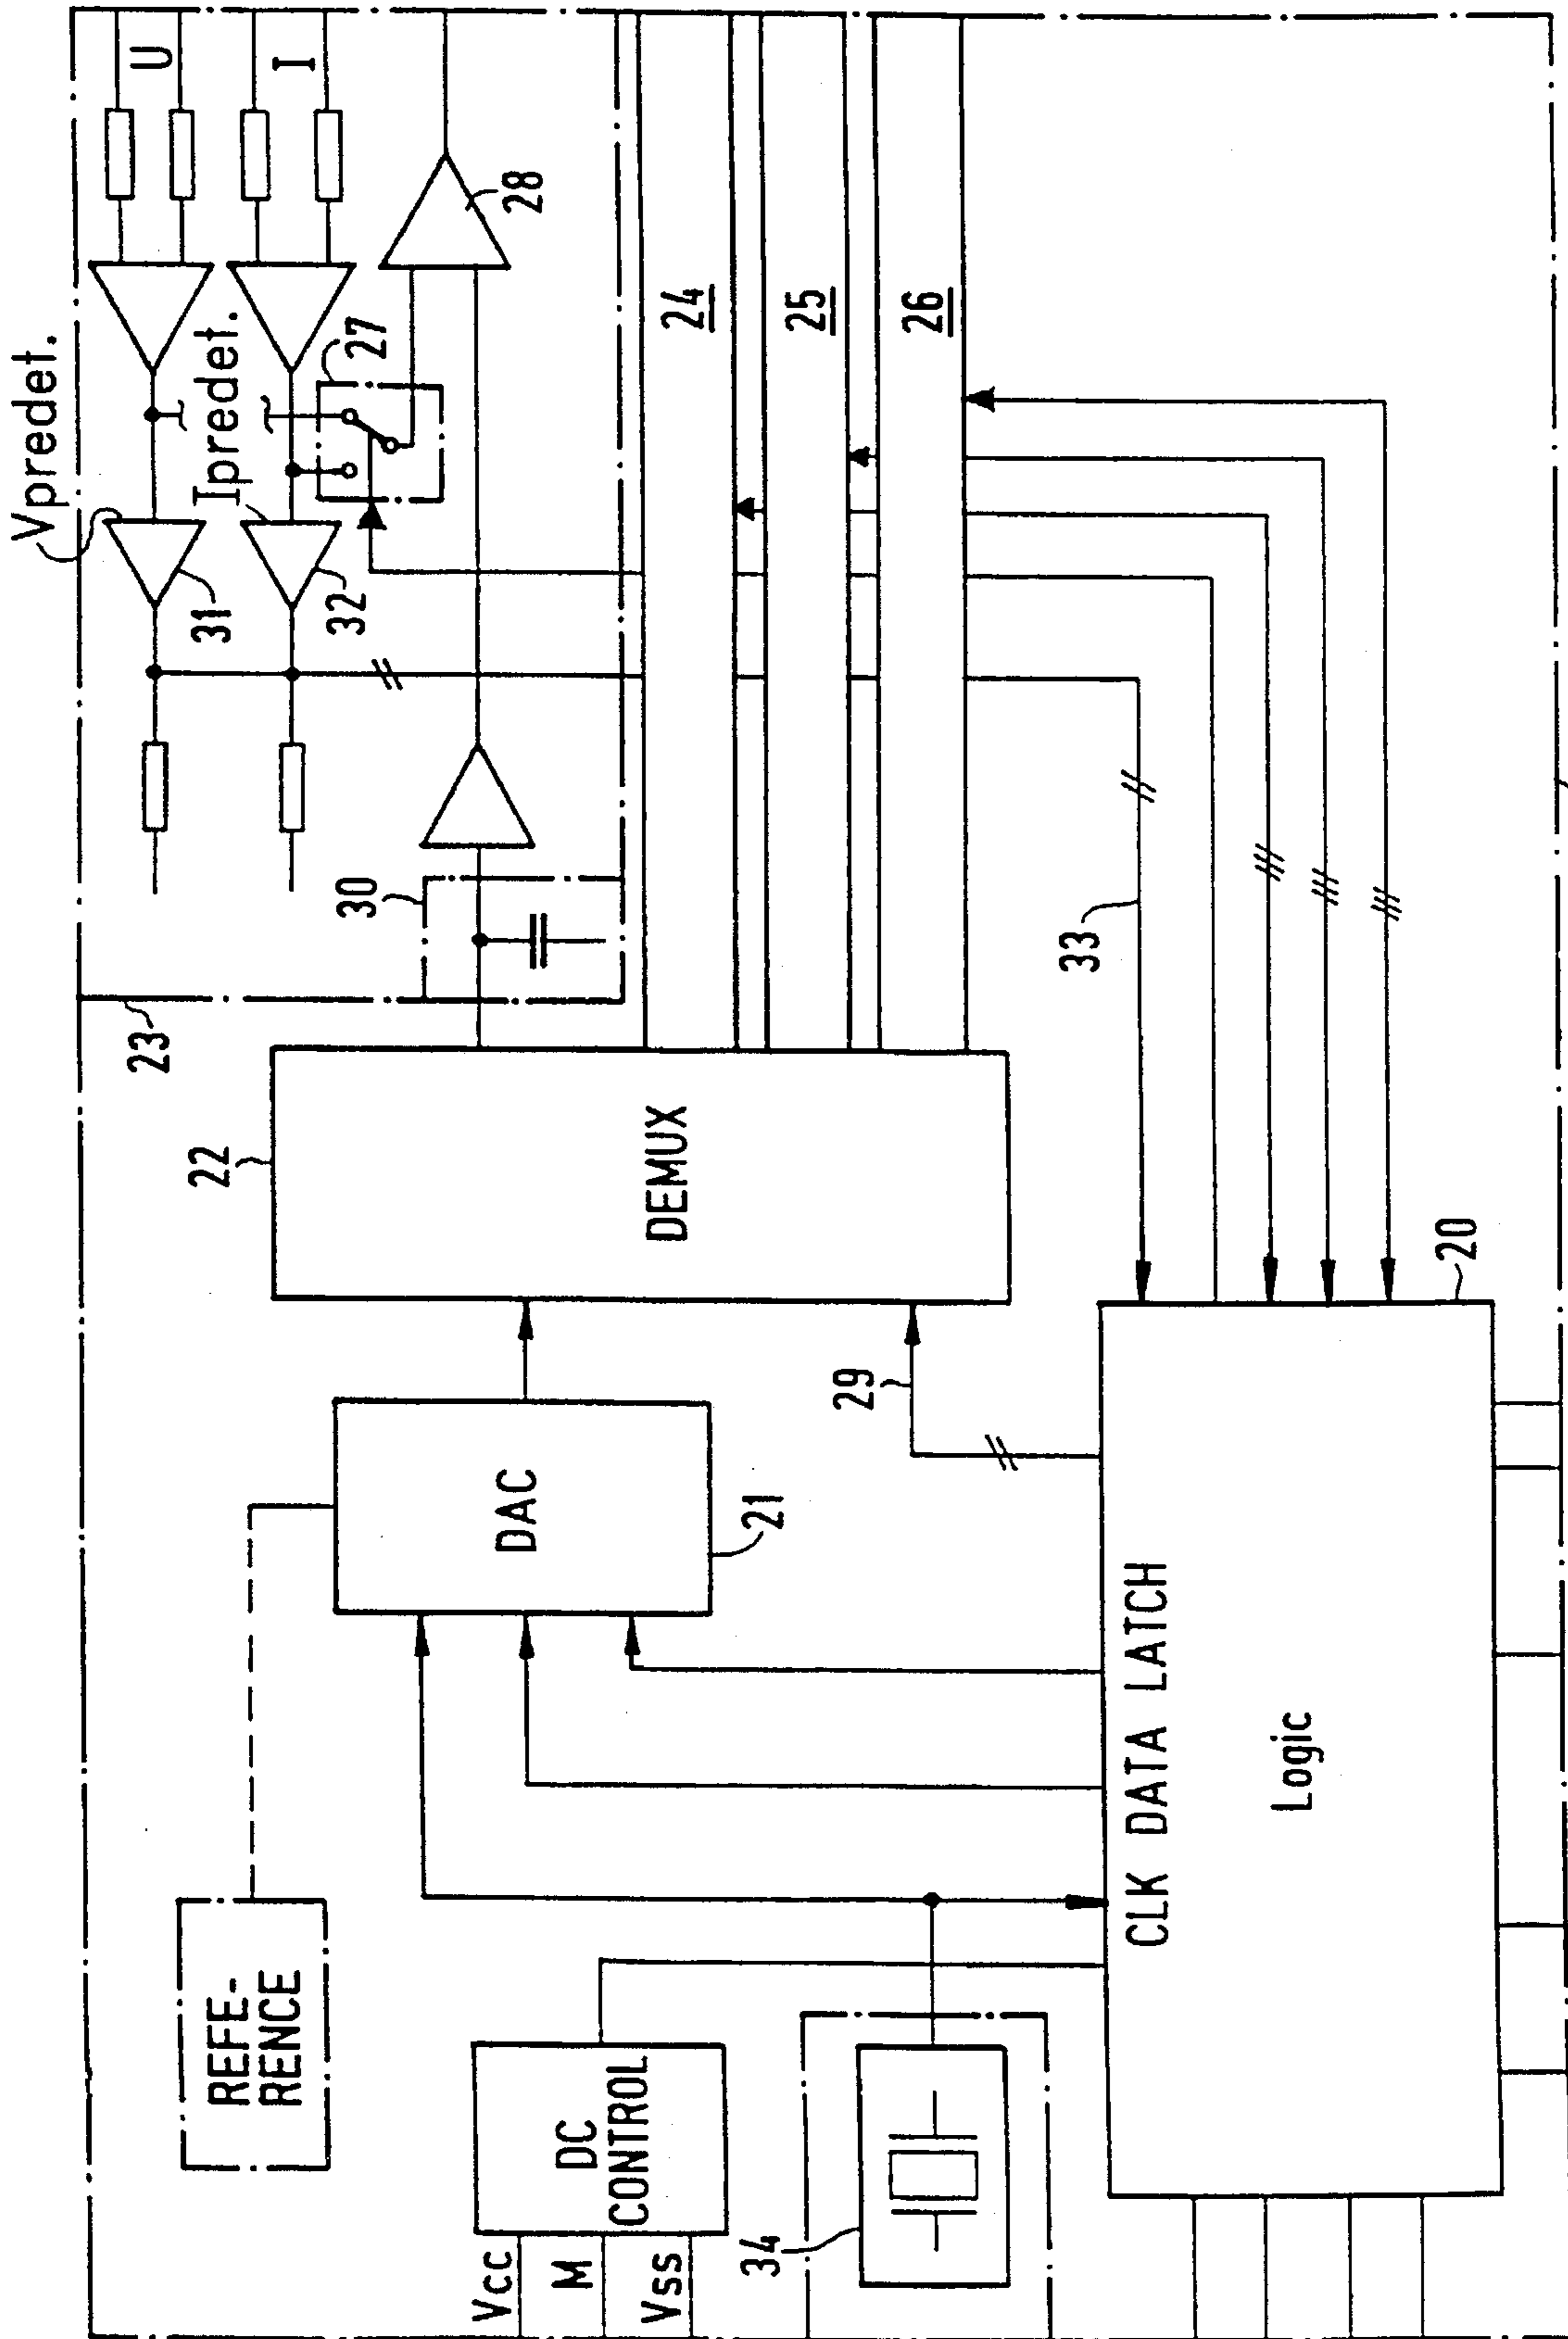 Vpredet.
U
I
Ipredet.
31
32
27
28
30
23
24
25
26
22
DEMUX
33
29
20
DAC
21
REFE-
RENCE
CLK DATA LATCH
Logic
DC
CONTROL
Vcc
M
Vss
34